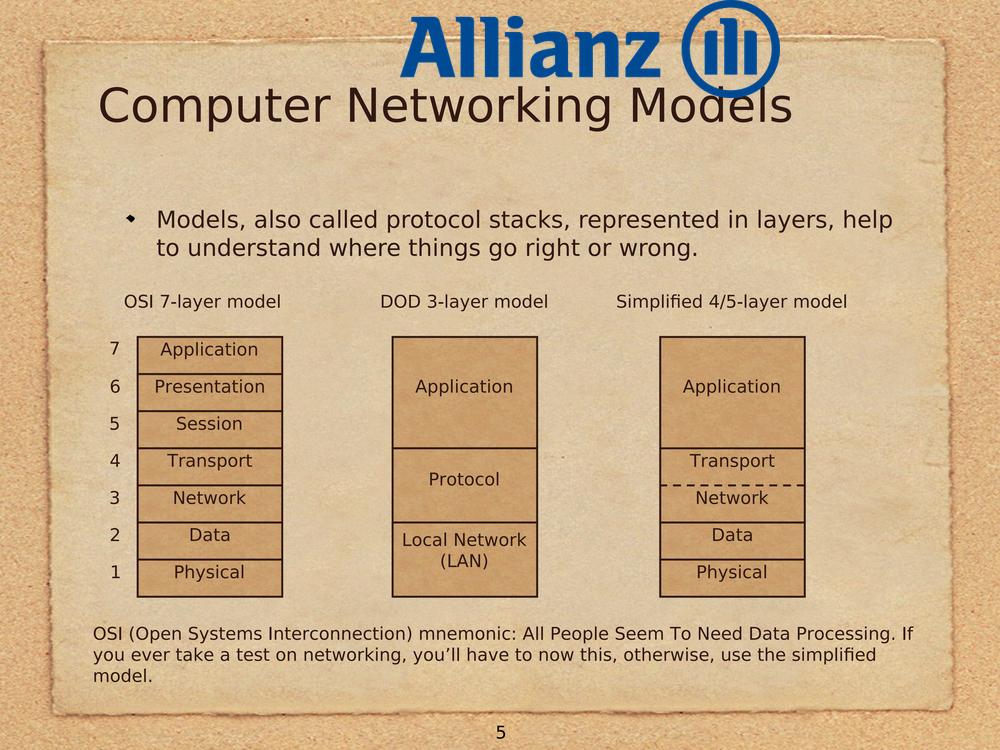 Allianz
Computer Networking Models
Models, also called protocol stacks, represented in layers, help
to understand where things go right or wrong.
OSI 7-layer model
DOD 3-layer model
Simplified 4/5-layer model
7 Application
6 Presentation
5 Session
4 Transport
3 Network
2 Data
1 Physical
Application
Protocol
Local Network
(LAN)
Application
Transport
Network
Data
Physical
OSI (Open Systems Interconnection) mnemonic: All People Seem To Need Data Processing. If
you ever take a test on networking, you’ll have to now this, otherwise, use the simplified
model.
5